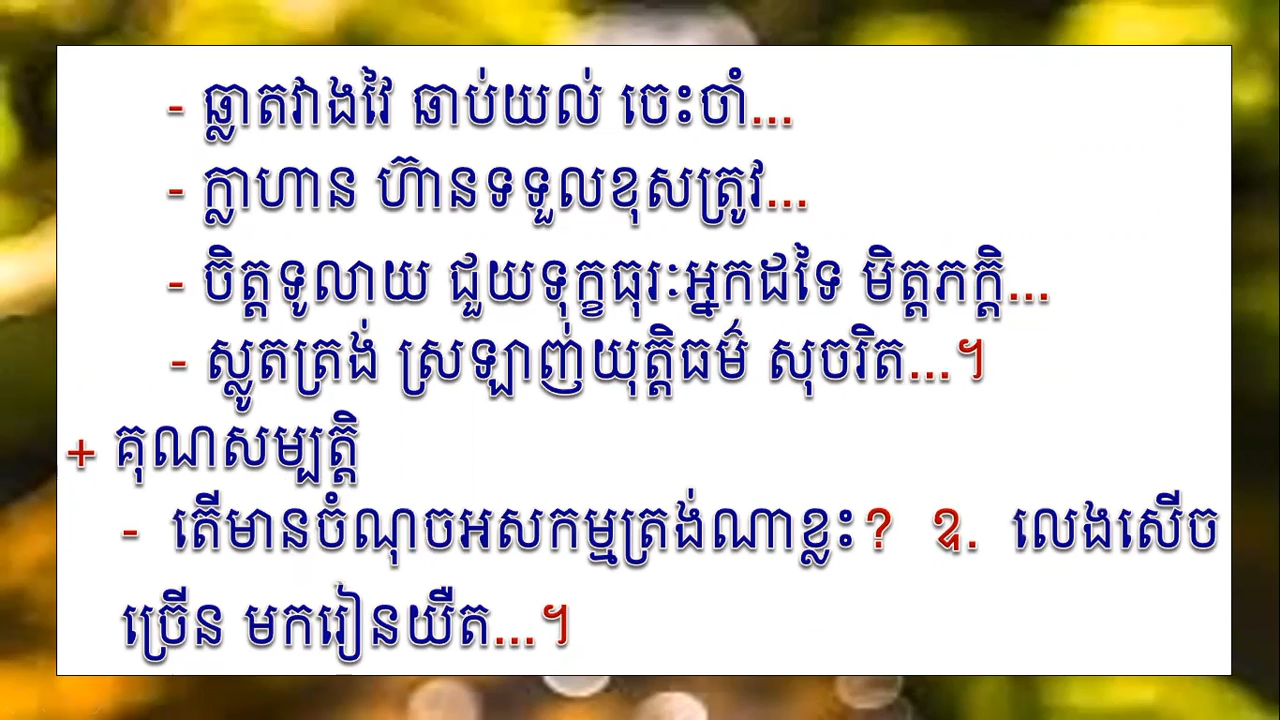 - ឆ្លាតវាងវៃ ឆាប់យល់ ចេះចាំ...
- ក្លាហាន ហ៊ានទទួលខុសត្រូវ...
- ចិត្តទូលាយ ជួយទុក្ខធុរៈអ្នកដទៃ មិត្តភក្តិ...
- ស្លូតត្រង់ ស្រឡាញ់យុត្តិធម៌ សុចរិត...។
+ គុណសម្បត្តិ
- តើមានចំណុចអសកម្មត្រង់ណាខ្លះ? ឧ. លេងសើច
ច្រើន មករៀនយឺត...។